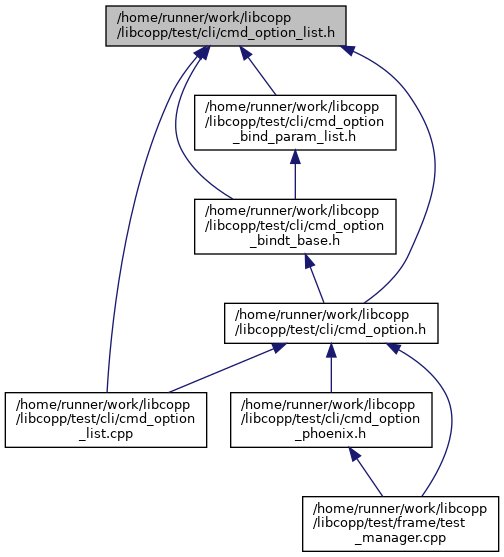 /home/runner/work/libcopp
/libcopp/test/cli/cmd_option_list.h
/home/runner/work/libcopp
/libcopp/test/cli/cmd_option
_bind_param_list.h
/home/runner/work/libcopp
/libcopp/test/cli/cmd_option
_bindt_base.h
/home/runner/work/libcopp
/libcopp/test/cli/cmd_option.h
/home/runner/work/libcopp
/libcopp/test/cli/cmd_option
_list.cpp
/home/runner/work/libcopp
/libcopp/test/cli/cmd_option
_phoenix.h
/home/runner/work/libcopp
/libcopp/test/frame/test
_manager.cpp